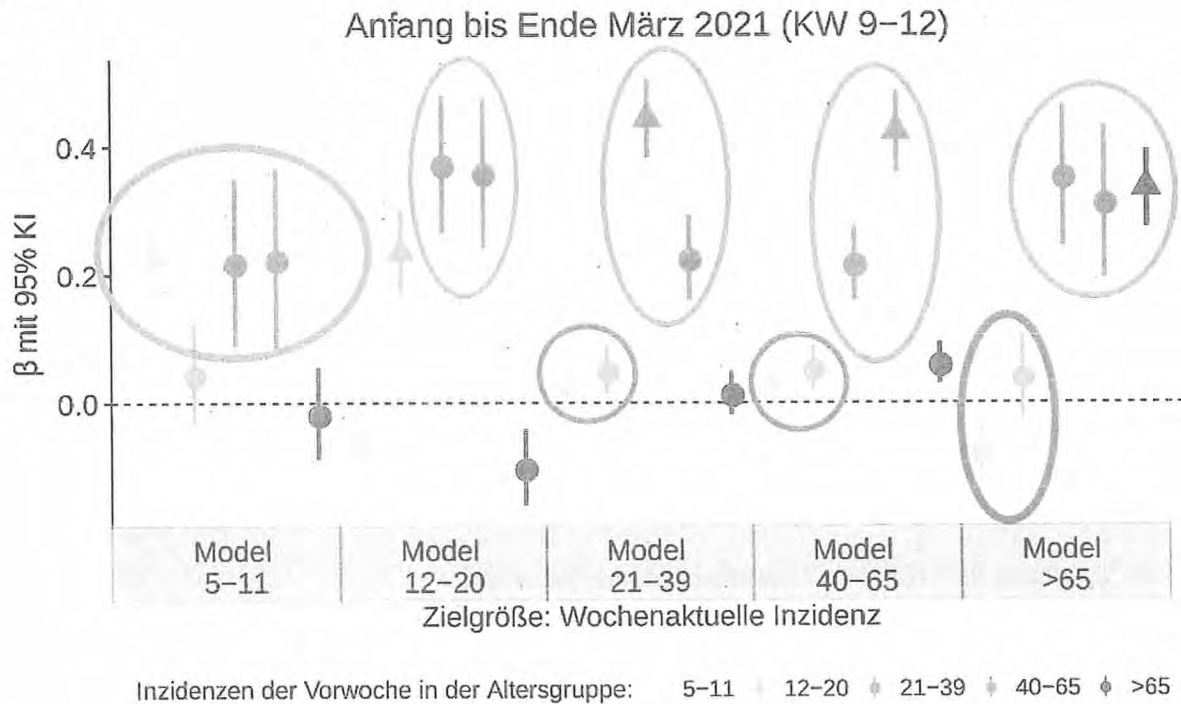 Anfang bis Ende März 2021 (KW 9–12)
β mit 95% KI
0.4
0.2
0.0
Model
5–11
Model
12–20
Model
21–39
Model
40–65
Model
>65
Zielgröße: Wochenaktuelle Inzidenz
Inzidenzen der Vorwoche in der Altersgruppe: 5–11 12–20 21–39 40–65 >65